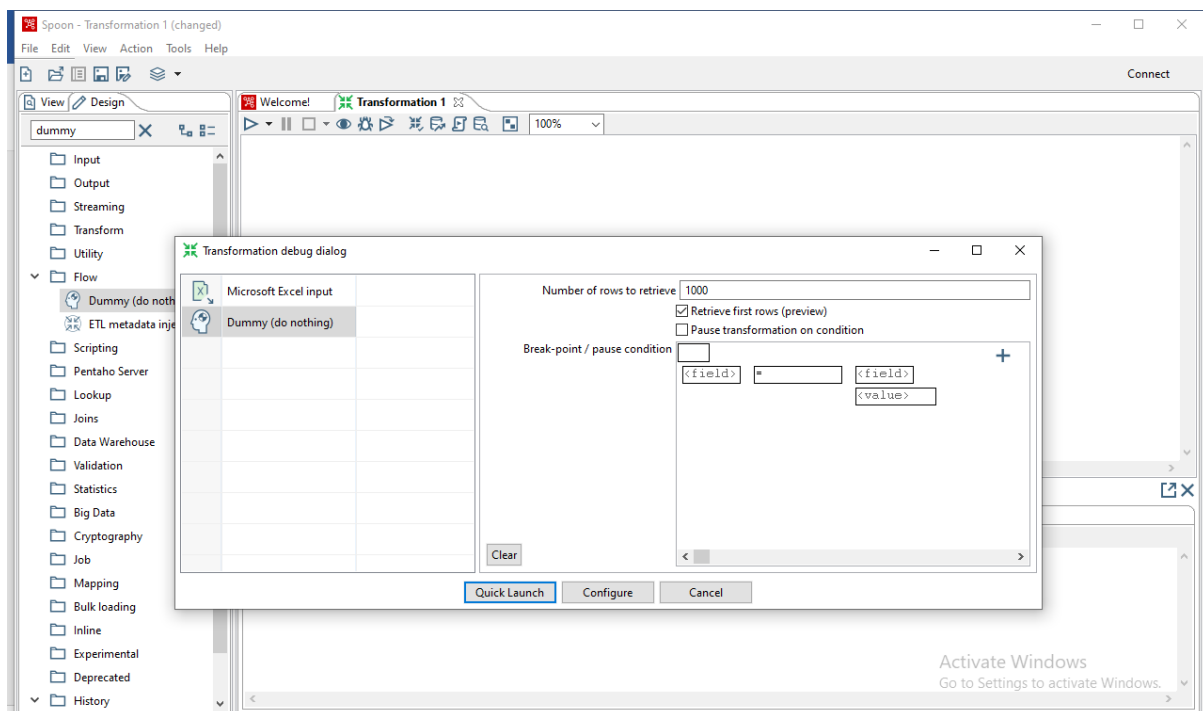 Spoon - Transformation 1 (changed)
File Edit View Action Tools Help
Connect
View Design
Welcome! Transformation 1
dummy
100%
Input
Output
Streaming
Transform
Utility
Flow
Dummy (do noth
ETL metadata inje
Scripting
Pentaho Server
Lookup
Joins
Data Warehouse
Validation
Statistics
Big Data
Cryptography
Job
Mapping
Bulk loading
Inline
Experimental
Deprecated
History
Transformation debug dialog
Microsoft Excel input
Dummy (do nothing)
Number of rows to retrieve 1000
Retrieve first rows (preview)
Pause transformation on condition
Break-point / pause condition
<field> = <field>
<value>
Clear
Quick Launch Configure Cancel
Activate Windows
Go to Settings to activate Windows.